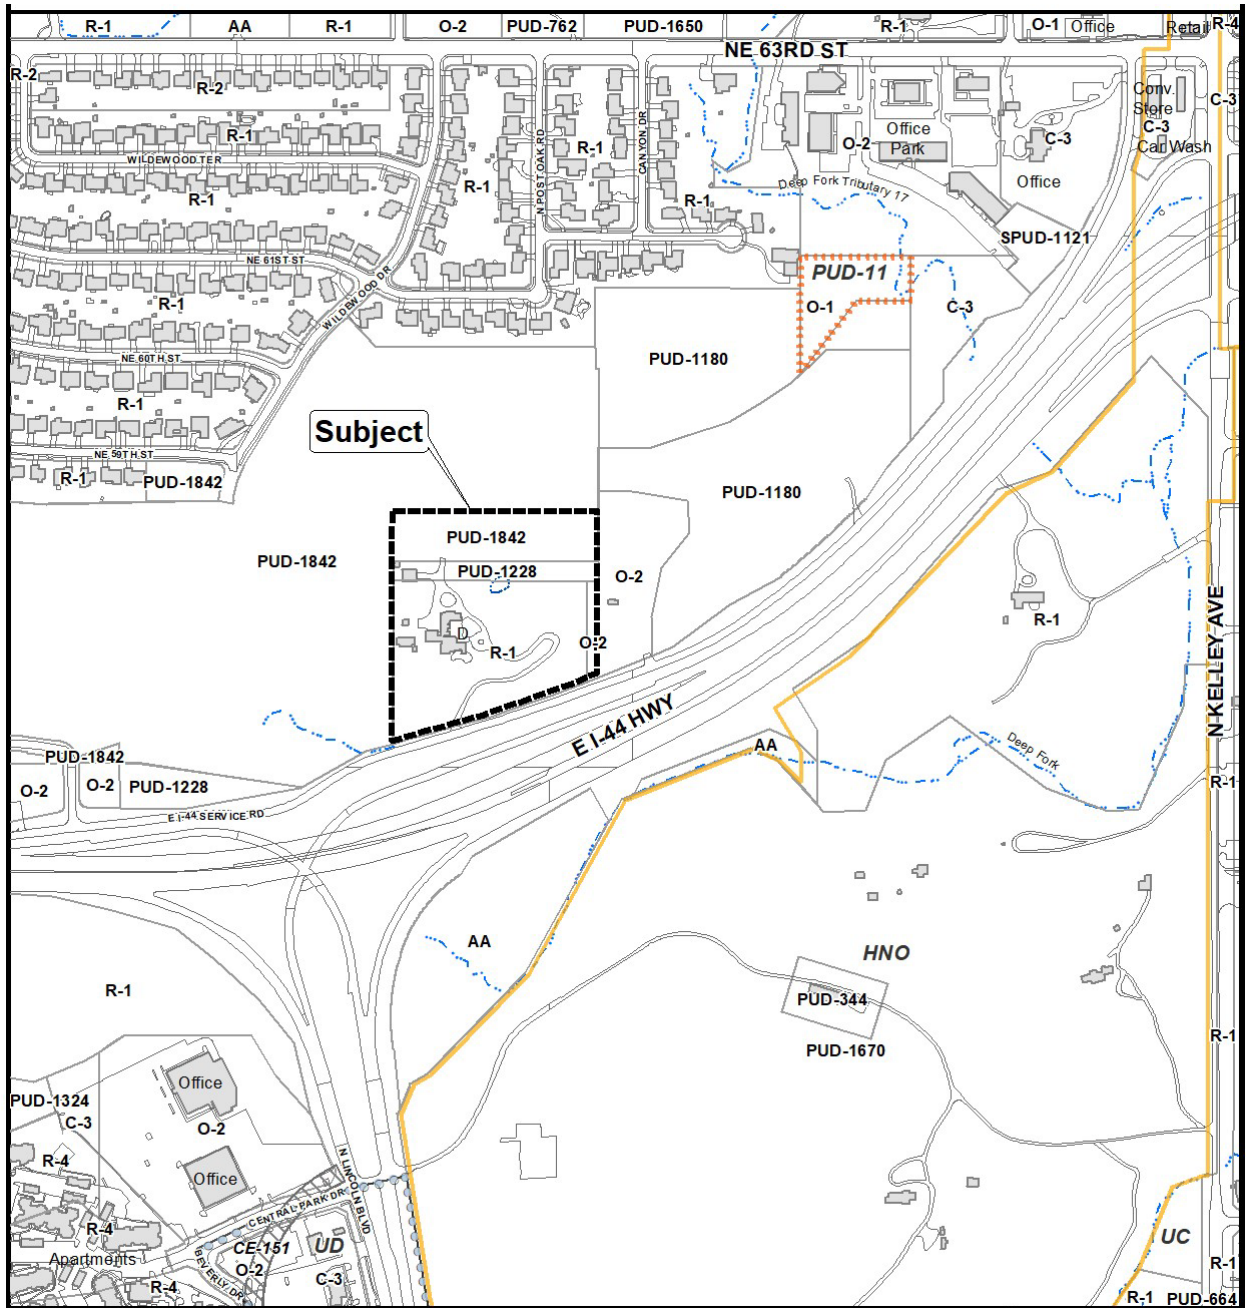 R-1
AA
R-1
O-2
PUD-762
PUD-1650
R-1
O-1
Office
Retail
R-4
NE 63RD ST
R-2
R-2
Conv.
Store
C-3
C-3
Car Wash
R-1
WILDEWOOD TER
R-1
R-1
N POST OAK RD
R-1
CANYON DR
R-1
O-2
Office
Park
C-3
Office
Deep Fork Tributary 17
SPUD-1121
NE 61ST ST
WILDEWOOD DR
PUD-11
O-1
C-3
R-1
NE 60TH ST
PUD-1180
R-1
Subject
NE 59TH ST
R-1
PUD-1842
PUD-1180
PUD-1842
PUD-1842
PUD-1228
O-2
D
R-1
O-2
R-1
N KELLEY AVE
E I-44 HWY
AA
Deep Fork
PUD-1842
O-2
O-2
PUD-1228
R-1
E I-44 SERVICE RD
AA
HNO
R-1
PUD-344
R-1
PUD-1670
Office
PUD-1324
C-3
O-2
R-4
Office
N LINCOLN BLVD
CENTRAL PARK DR
R-4
Apartments
CE-151
UD
UC
BEVERLY DR
O-2
C-3
R-4
R-1
R-1
PUD-664